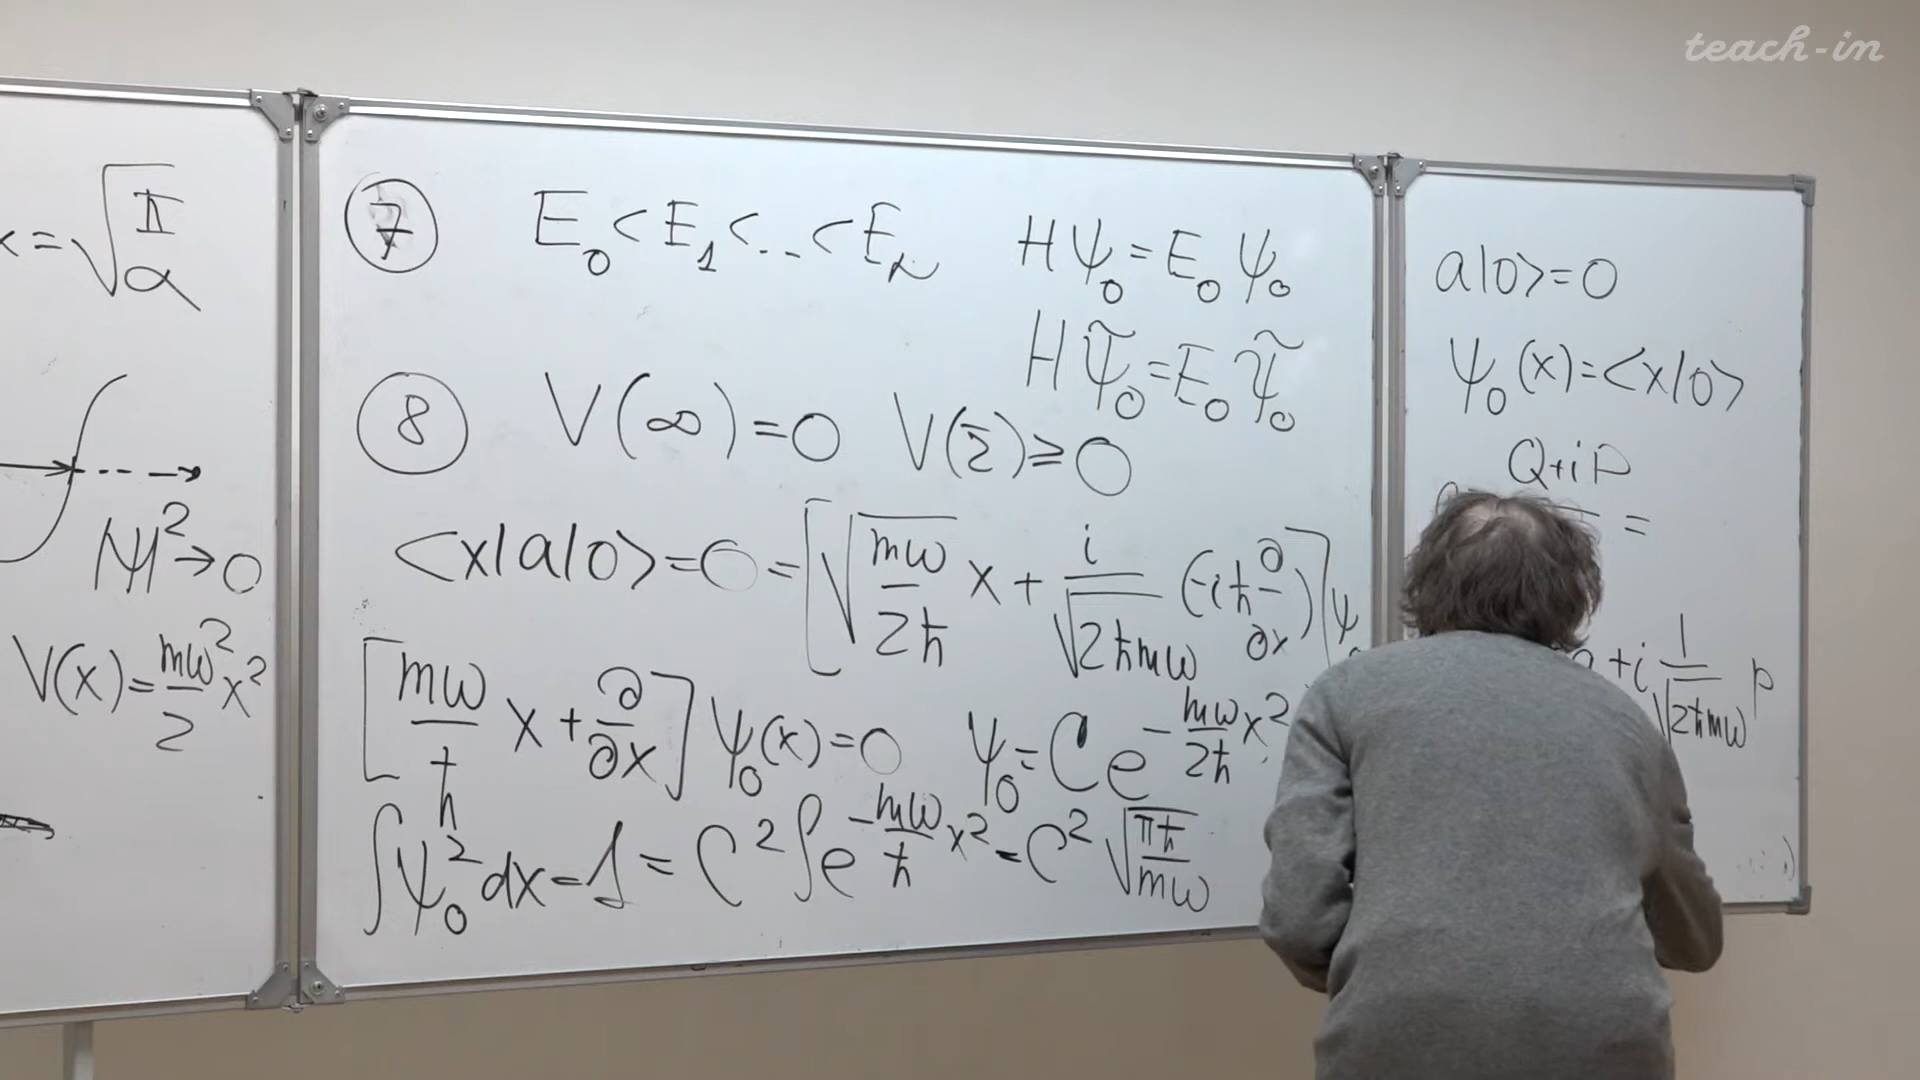 teach-in
x = √(π/α)
|ψ|² → 0
V(x) = mω²/2 x²
⑦ E₀ < E₁ < .. < Eₙ
Hψ₀ = E₀ψ₀
Hψ̃₀ = E₀ψ̃₀
⑧ V(∞) = 0 V(z̄) ⩾ 0
<x|a|0> = 0 = [√(mω/2ħ) x + i/√(2ħmω) (-iħ ∂/∂x)] ψ
[mω/ħ x + ∂/∂x] ψ₀(x) = 0 ψ₀ = C e^(-mω/2ħ x²)
∫ψ₀² dx = 1 = C² ∫ e^(-mω/ħ x²) = C² √(πħ/mω)
a|0> = 0
ψ₀(x) = <x|0>
Q+iP
=
+ i 1/√(2ħmω) p